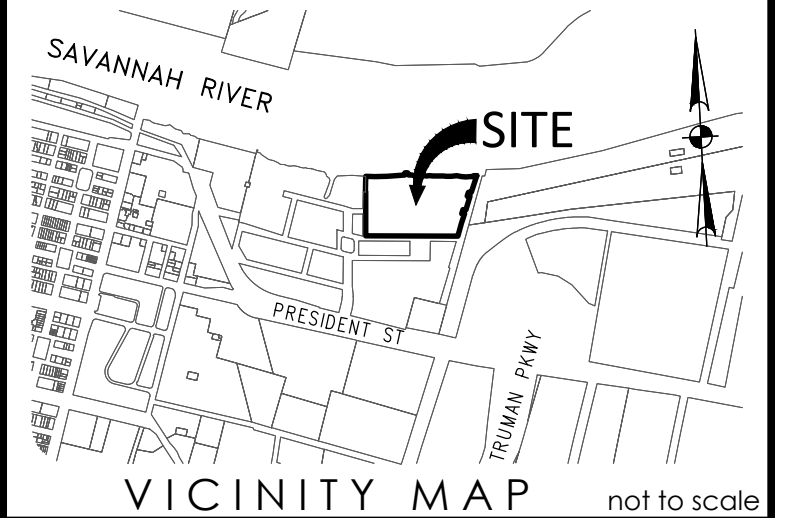 SAVANNAH RIVER
SITE
PRESIDENT ST
TRUMAN PKWY
VICINITY MAP
not to scale